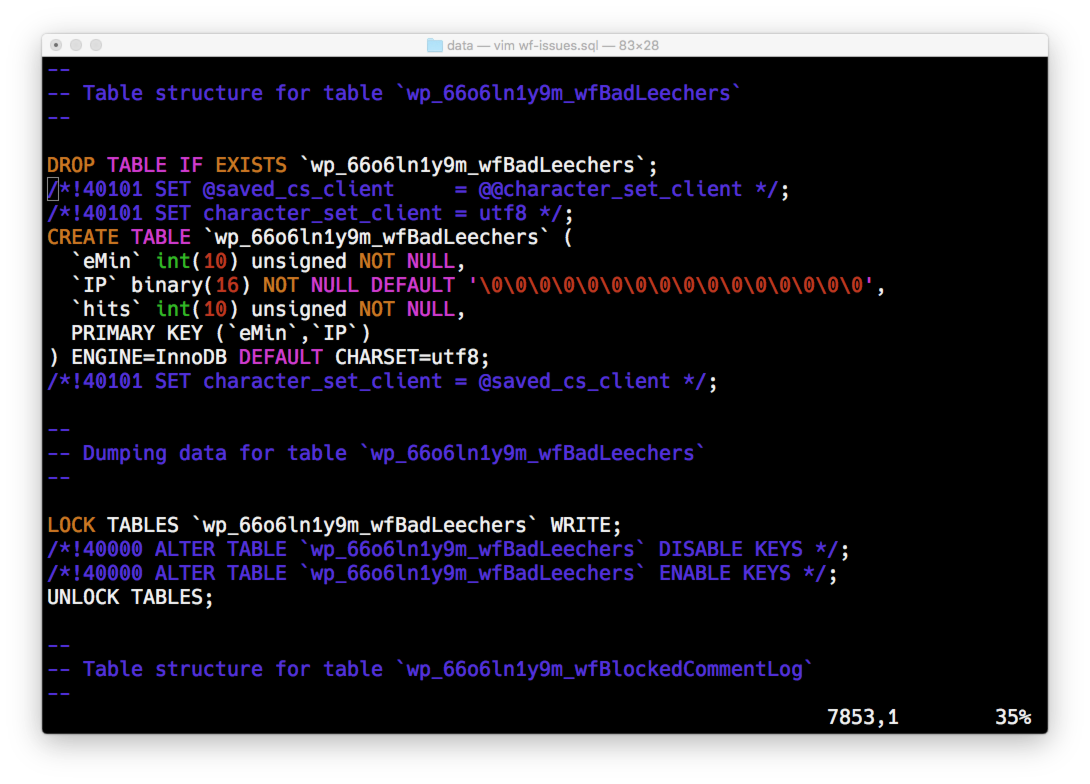 data — vim wf-issues.sql — 83×28
--
-- Table structure for table `wp_66o6ln1y9m_wfBadLeechers`
--
DROP TABLE IF EXISTS `wp_66o6ln1y9m_wfBadLeechers`;
/*!40101 SET @saved_cs_client     = @@character_set_client */;
/*!40101 SET character_set_client = utf8 */;
CREATE TABLE `wp_66o6ln1y9m_wfBadLeechers` (
  `eMin` int(10) unsigned NOT NULL,
  `IP` binary(16) NOT NULL DEFAULT '\0\0\0\0\0\0\0\0\0\0\0\0\0\0\0\0',
  `hits` int(10) unsigned NOT NULL,
  PRIMARY KEY (`eMin`,`IP`)
) ENGINE=InnoDB DEFAULT CHARSET=utf8;
/*!40101 SET character_set_client = @saved_cs_client */;
--
-- Dumping data for table `wp_66o6ln1y9m_wfBadLeechers`
--
LOCK TABLES `wp_66o6ln1y9m_wfBadLeechers` WRITE;
/*!40000 ALTER TABLE `wp_66o6ln1y9m_wfBadLeechers` DISABLE KEYS */;
/*!40000 ALTER TABLE `wp_66o6ln1y9m_wfBadLeechers` ENABLE KEYS */;
UNLOCK TABLES;
--
-- Table structure for table `wp_66o6ln1y9m_wfBlockedCommentLog`
--
7853,1        35%